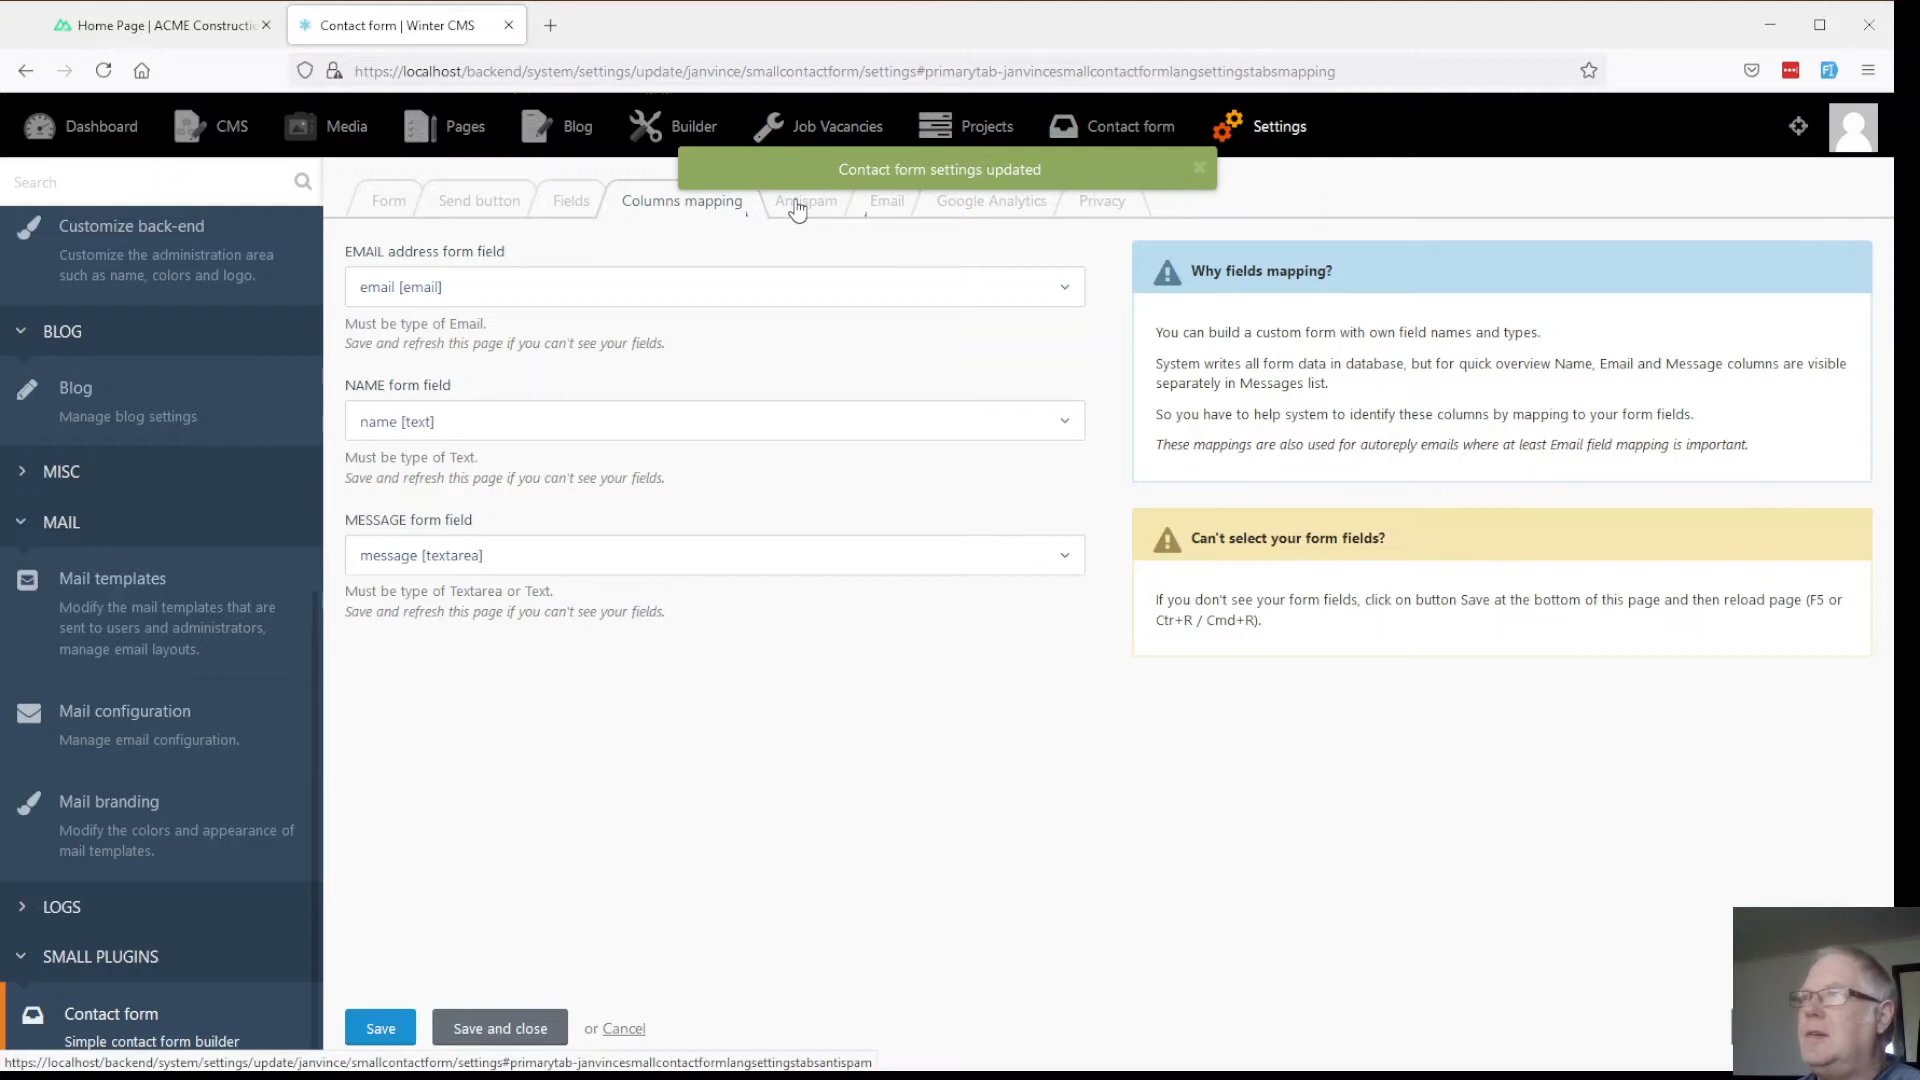 Home Page | ACME Constructi
Contact form | Winter CMS
https://localhost/backend/system/settings/update/janvince/smallcontactform/settings#primarytab-janvincesmallcontactformlangsettingstabsmapping
Dashboard
CMS
Media
Pages
Blog
Builder
Job Vacancies
Projects
Contact form
Settings
Contact form settings updated
Search
Form
Send button
Fields
Columns mapping
Antispam
Email
Google Analytics
Privacy
Customize back-end
Customize the administration area
such as name, colors and logo.
BLOG
Blog
Manage blog settings
MISC
MAIL
Mail templates
Modify the mail templates that are
sent to users and administrators,
manage email layouts.
Mail configuration
Manage email configuration.
Mail branding
Modify the colors and appearance of
mail templates.
LOGS
SMALL PLUGINS
Contact form
Simple contact form builder
EMAIL address form field
email [email]
Must be type of Email.
Save and refresh this page if you can't see your fields.
NAME form field
name [text]
Must be type of Text.
Save and refresh this page if you can't see your fields.
MESSAGE form field
message [textarea]
Must be type of Textarea or Text.
Save and refresh this page if you can't see your fields.
Why fields mapping?
You can build a custom form with own field names and types.
System writes all form data in database, but for quick overview Name, Email and Message columns are visible
separately in Messages list.
So you have to help system to identify these columns by mapping to your form fields.
These mappings are also used for autoreply emails where at least Email field mapping is important.
Can't select your form fields?
If you don't see your form fields, click on button Save at the bottom of this page and then reload page (F5 or
Ctr+R / Cmd+R).
Save
Save and close
or Cancel
https://localhost/backend/system/settings/update/janvince/smallcontactform/settings#primarytab-janvincesmallcontactformlangsettingstabsantispam